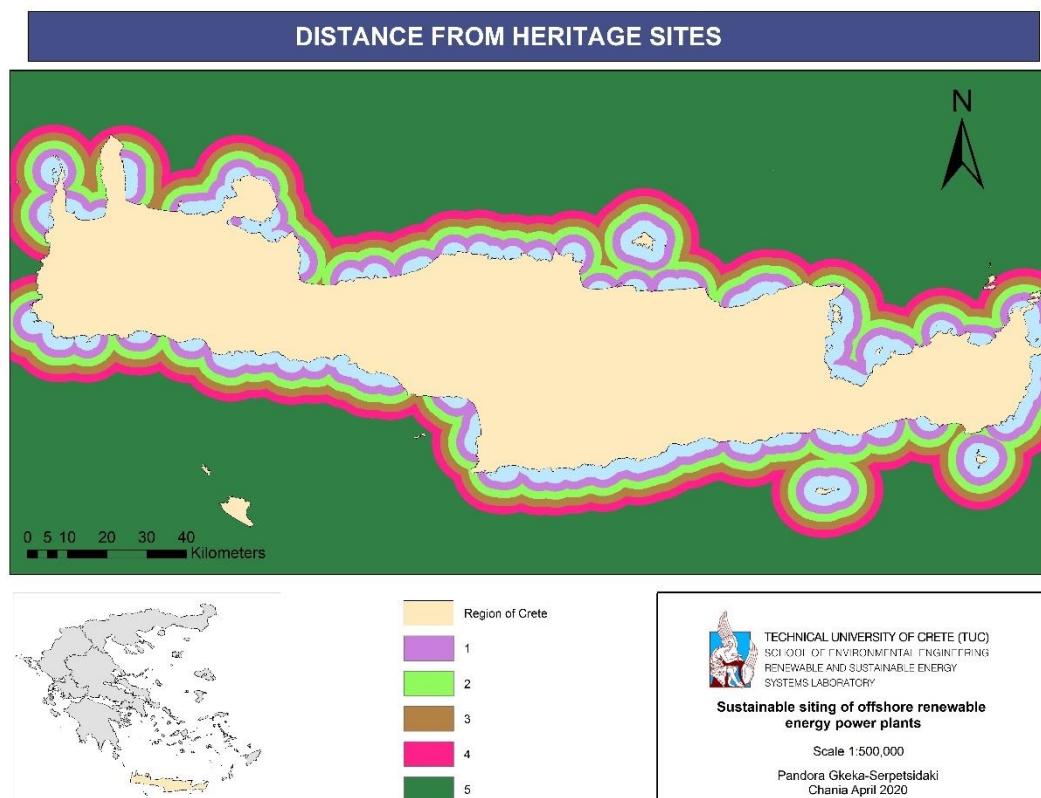 DISTANCE FROM HERITAGE SITES
N
0 5 10 20 30 40
Kilometers
Region of Crete
1
2
3
4
5
TECHNICAL UNIVERSITY OF CRETE (TUC)
SCHOOL OF ENVIRONMENTAL ENGINEERING
RENEWABLE AND SUSTAINABLE ENERGY
SYSTEMS LABORATORY
Sustainable siting of offshore renewable
energy power plants
Scale 1:500,000
Pandora Gkeka-Serpetsidaki
Chania April 2020